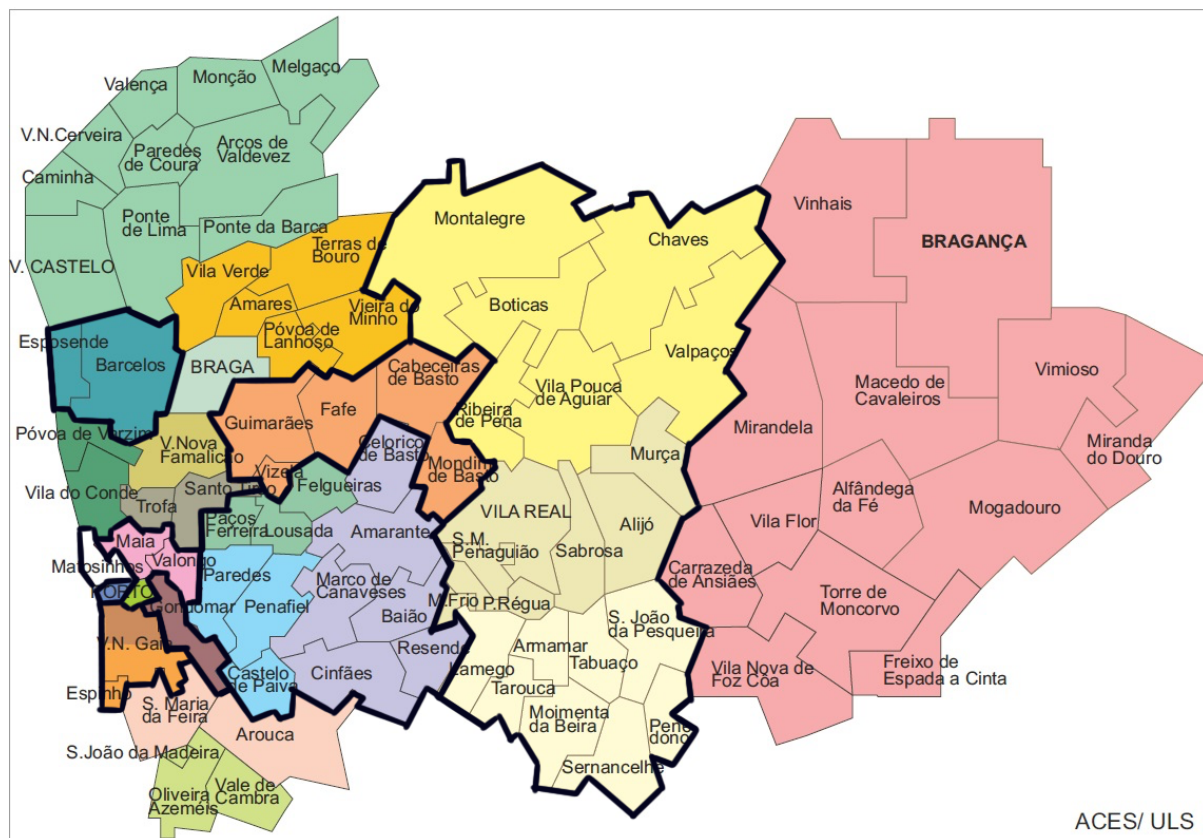 Melgaço
Monção
Valença
V.N.Cerveira
Arcos de
Valdevez
Paredes
de Coura
Caminha
Ponte
de Lima
Ponte da Barca
V. CASTELO
Terras de
Bouro
Vila Verde
Amares
Vieira do
Minho
Póvoa de
Lanhoso
Montalegre
Chaves
Boticas
Valpaços
Vila Pouca
de Aguiar
Ribeira
de Pena
Vinhais
BRAGANÇA
Vimioso
Macedo de
Cavaleiros
Mirandela
Miranda
do Douro
Mogadouro
Alfândega
da Fé
Vila Flor
Carrazeda
de Ansiães
Torre de
Moncorvo
Freixo de
Espada a Cinta
Vila Nova de
Foz Côa
Esposende
Barcelos
BRAGA
Cabeceiras
de Basto
Fafe
Guimarães
Celorico
de Basto
Mondim
de Basto
Vizela
Póvoa de Varzim
V.Nova
Famalicão
Vila do Conde
Santo Tirso
Trofa
Felgueiras
Paços
Ferreira
Lousada
Amarante
Murça
VILA REAL
Alijó
S.M.
Penaguião
Sabrosa
M.Frio
P.Régua
Maia
Matosinhos
Valongo
PORTO
Gondomar
Paredes
Penafiel
Marco de
Canaveses
Baião
Resende
Cinfães
Castelo
de Paiva
V.N. Gaia
Espinho
S. Maria
da Feira
Arouca
S.João da Madeira
Oliveira
Azeméis
Vale de
Cambra
S. João
da Pesqueira
Armamar
Tabuaço
Lamego
Tarouca
Moimenta
da Beira
Pene
dono
Sernancelhe
ACES/ ULS